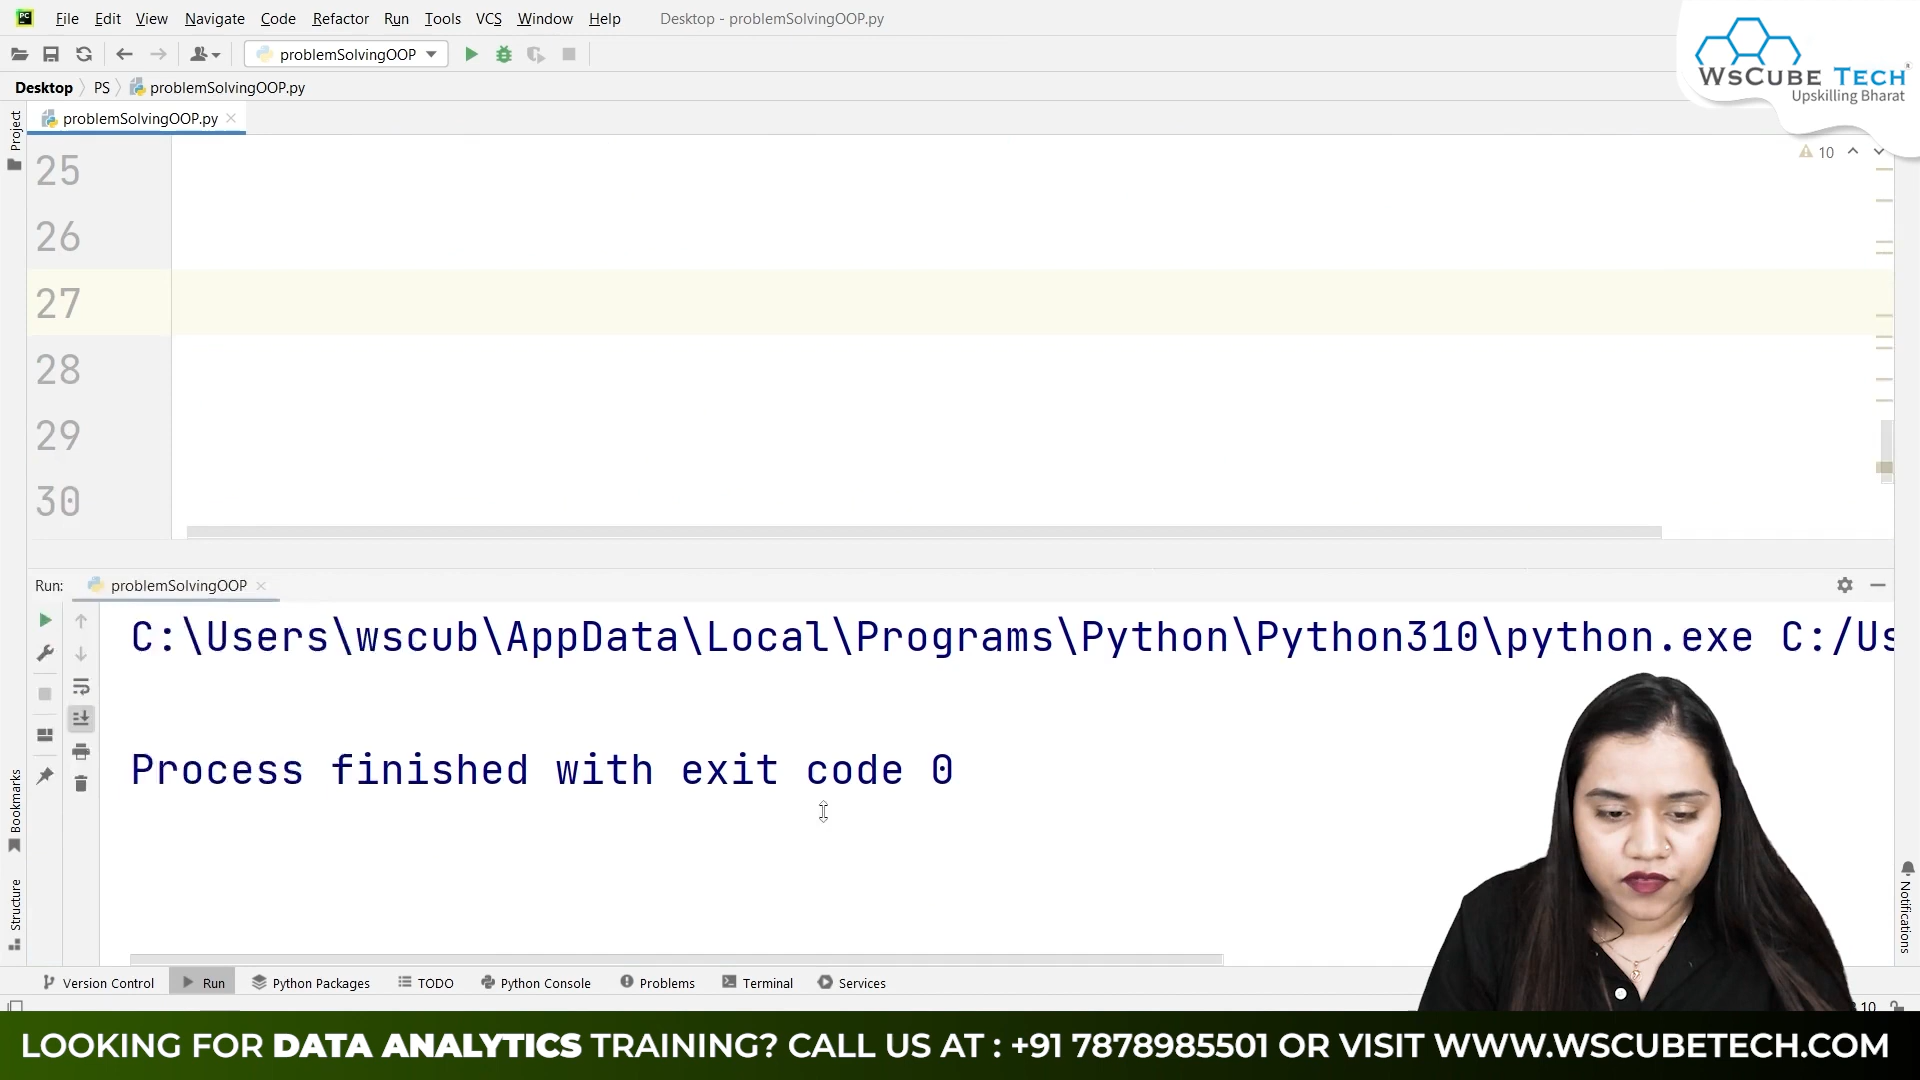 PC File Edit View Navigate Code Refactor Run Tools VCS Window Help Desktop - problemSolvingOOP.py
problemSolvingOOP
WsCube Tech
Upskilling Bharat
Desktop PS problemSolvingOOP.py
Project
problemSolvingOOP.py
10
25
26
27
28
29
30
Run: problemSolvingOOP
C:\Users\wscub\AppData\Local\Programs\Python\Python310\python.exe C:/Us
Process finished with exit code 0
Bookmarks
Structure
Notifications
Version Control Run Python Packages TODO Python Console Problems Terminal Services
LOOKING FOR DATA ANALYTICS TRAINING? CALL US AT : +91 7878985501 OR VISIT WWW.WSCUBETECH.COM